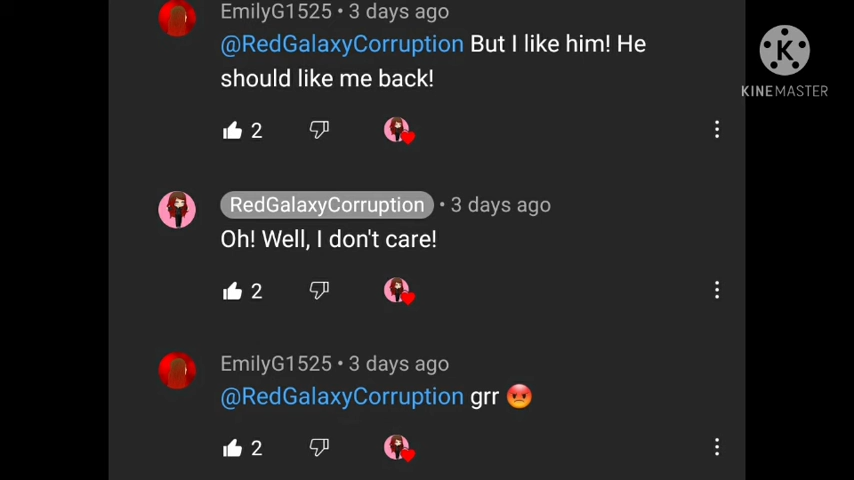 EmilyG1525 • 3 days ago
@RedGalaxyCorruption But I like him! He
should like me back!
2
KINEMASTER
RedGalaxyCorruption • 3 days ago
Oh! Well, I don't care!
2
EmilyG1525 • 3 days ago
@RedGalaxyCorruption grr 😡
2